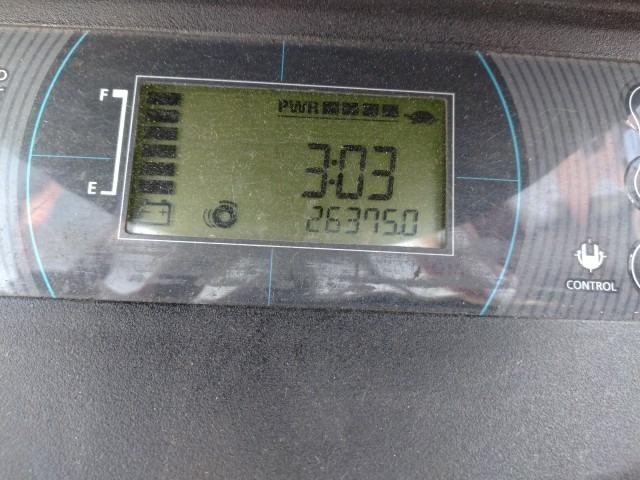 F
PWR
3:03
E
26375.0
CONTROL